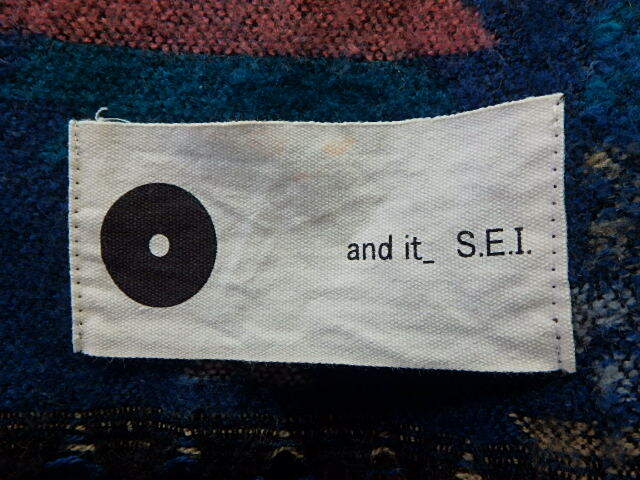 and it_ S.E.I.